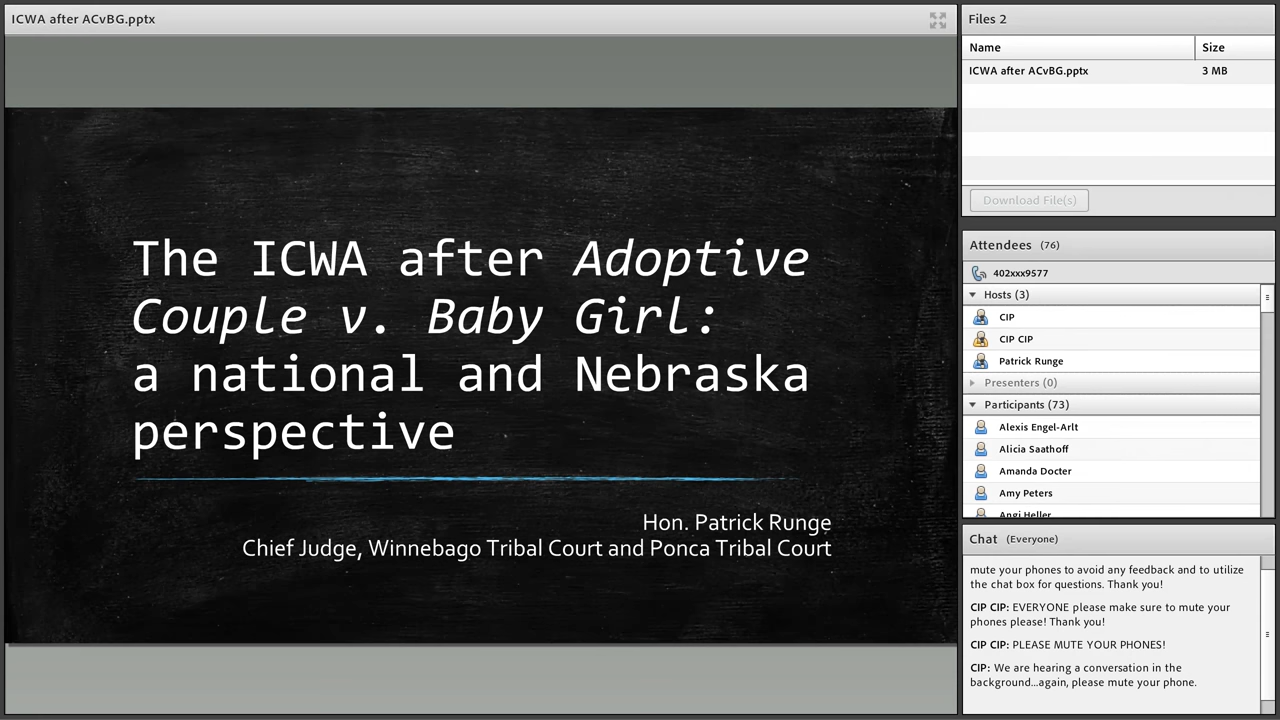 ICWA after ACvBG.pptx
The ICWA after Adoptive
Couple v. Baby Girl:
a national and Nebraska
perspective
Hon. Patrick Runge
Chief Judge, Winnebago Tribal Court and Ponca Tribal Court
Files 2
Name Size
ICWA after ACvBG.pptx 3 MB
Download File(s)
Attendees (76)
402xxx9577
Hosts (3)
CIP
CIP CIP
Patrick Runge
Presenters (0)
Participants (73)
Alexis Engel-Arlt
Alicia Saathoff
Amanda Docter
Amy Peters
Angi Heller
Chat (Everyone)
mute your phones to avoid any feedback and to utilize
the chat box for questions. Thank you!
CIP CIP: EVERYONE please make sure to mute your
phones please! Thank you!
CIP CIP: PLEASE MUTE YOUR PHONES!
CIP: We are hearing a conversation in the
background...again, please mute your phone.